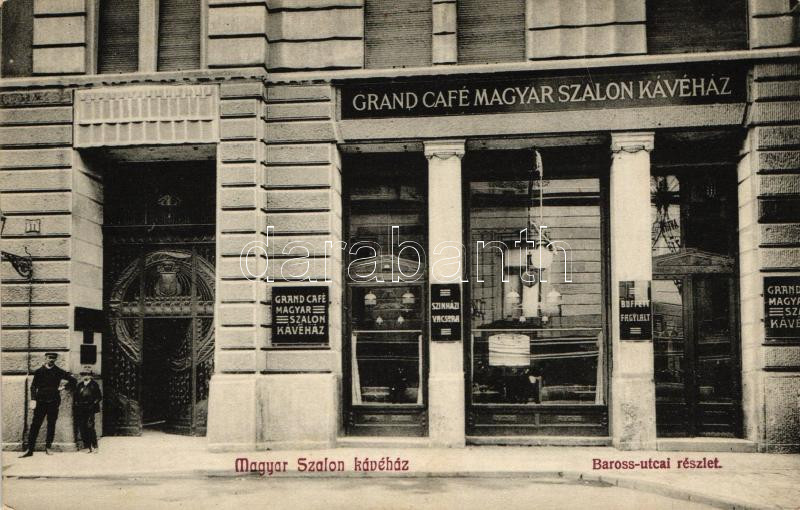 GRAND CAFÉ MAGYAR SZALON KÁVÉHÁZ
GRAND CAFÉ
MAGYAR
SZALON
KÁVÉHÁZ
SZINHÁZI
VACSORA
BUFFETT
FAGYLALT
GRAND CAFÉ
MAGYAR
SZALON
KÁVÉHÁZ
darabanth.com
Magyar Szalon kávéház
Baross-utcai részlet.